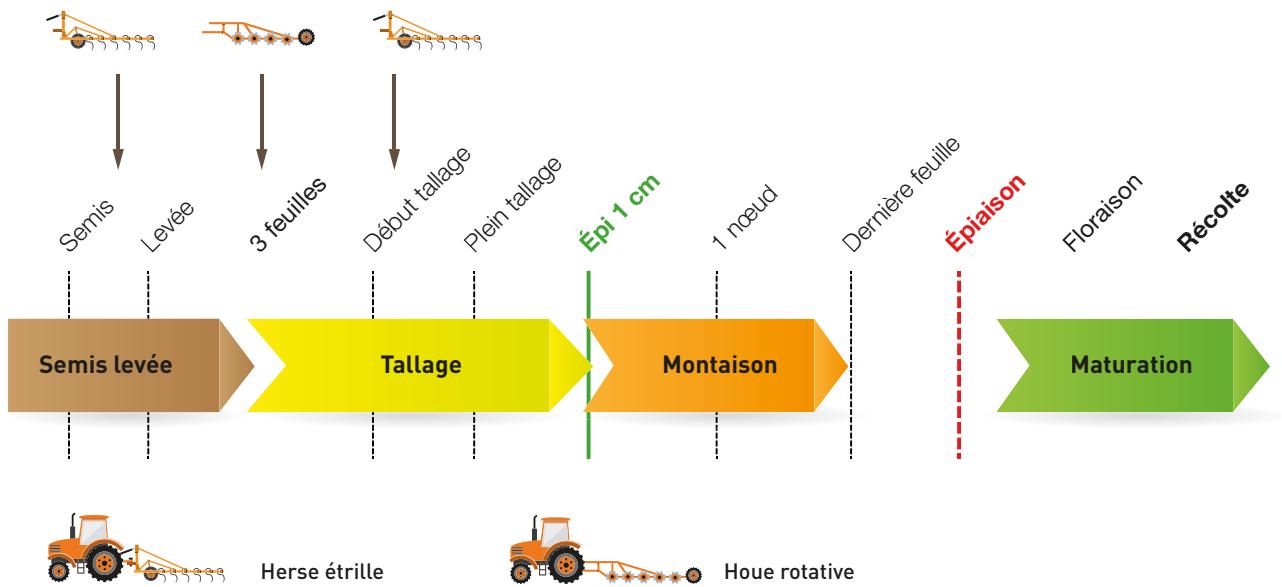 Semis
Levée
3 feuilles
Début tallage
Plein tallage
Épi 1 cm
1 nœud
Dernière feuille
Épiaison
Floraison
Récolte
Semis levée
Tallage
Montaison
Maturation
Herse étrille
Houe rotative